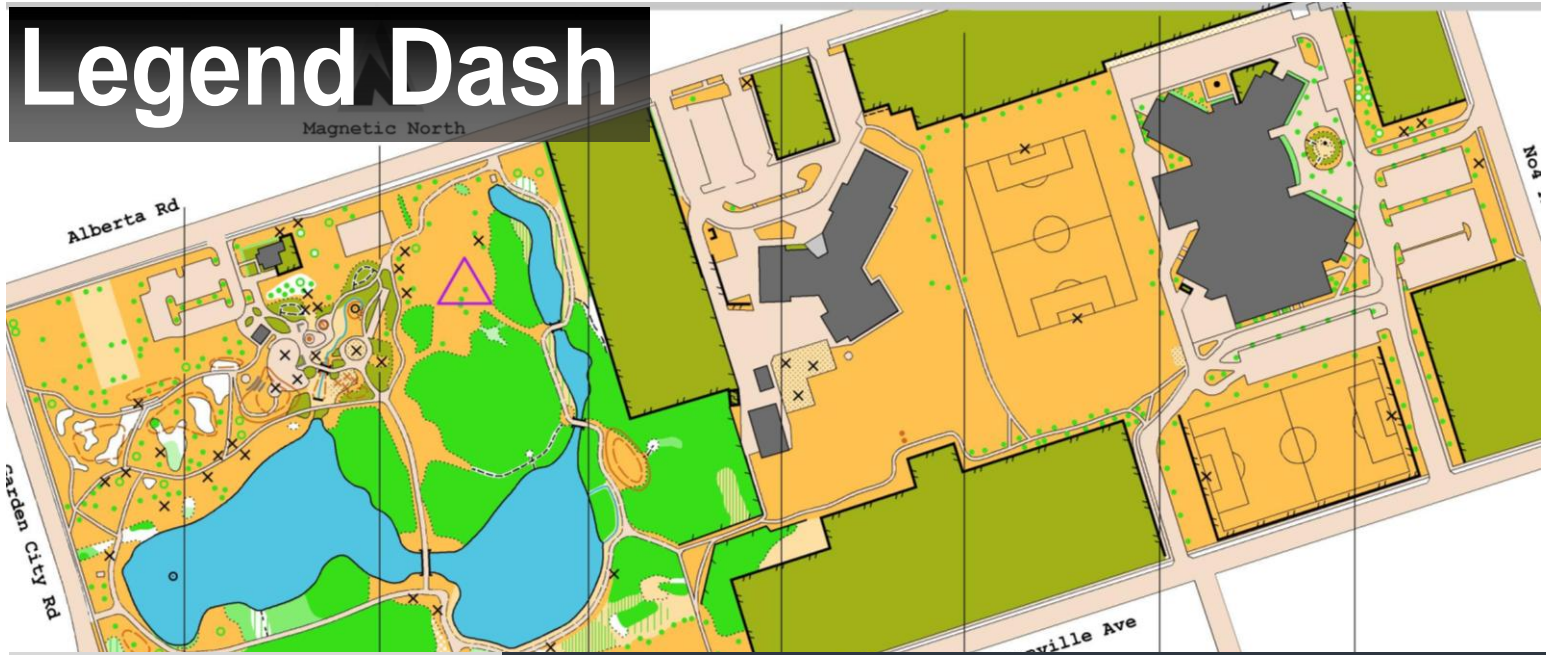 Legend Dash
Magnetic North
Alberta Rd
Garden City Rd
No4
ville Ave